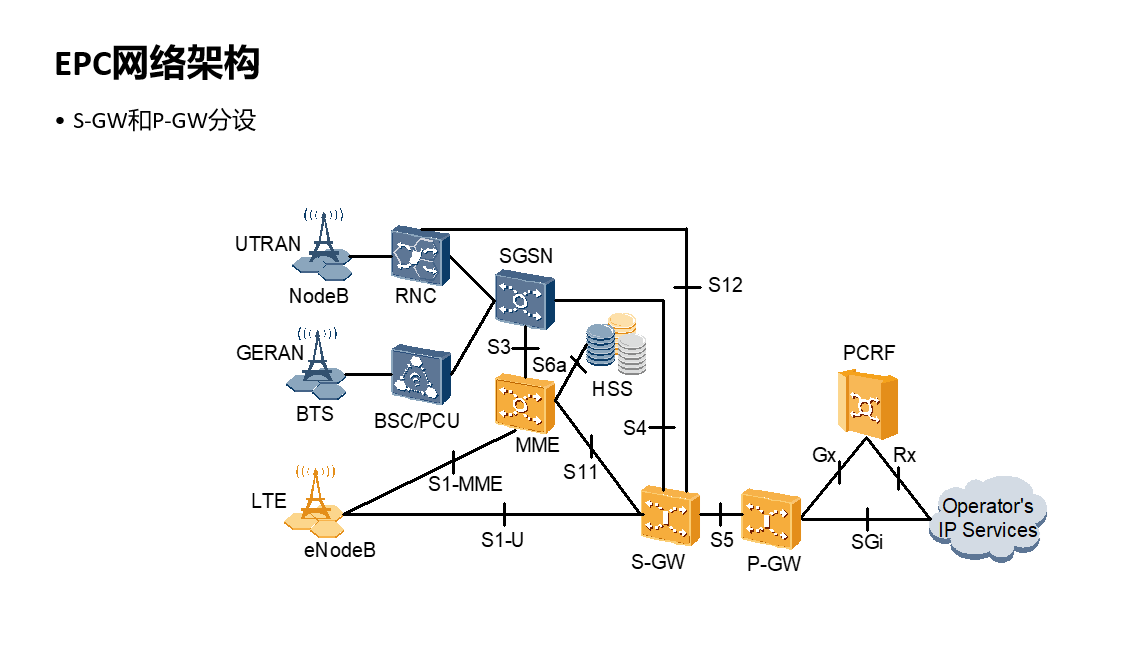 EPC网络架构
• S-GW和P-GW分设
UTRAN
NodeB
RNC
SGSN
S12
GERAN
BTS
BSC/PCU
S3
S6a
HSS
PCRF
MME
S4
Gx
Rx
S11
S1-MME
LTE
eNodeB
S1-U
S-GW
S5
P-GW
SGi
Operator's
IP Services